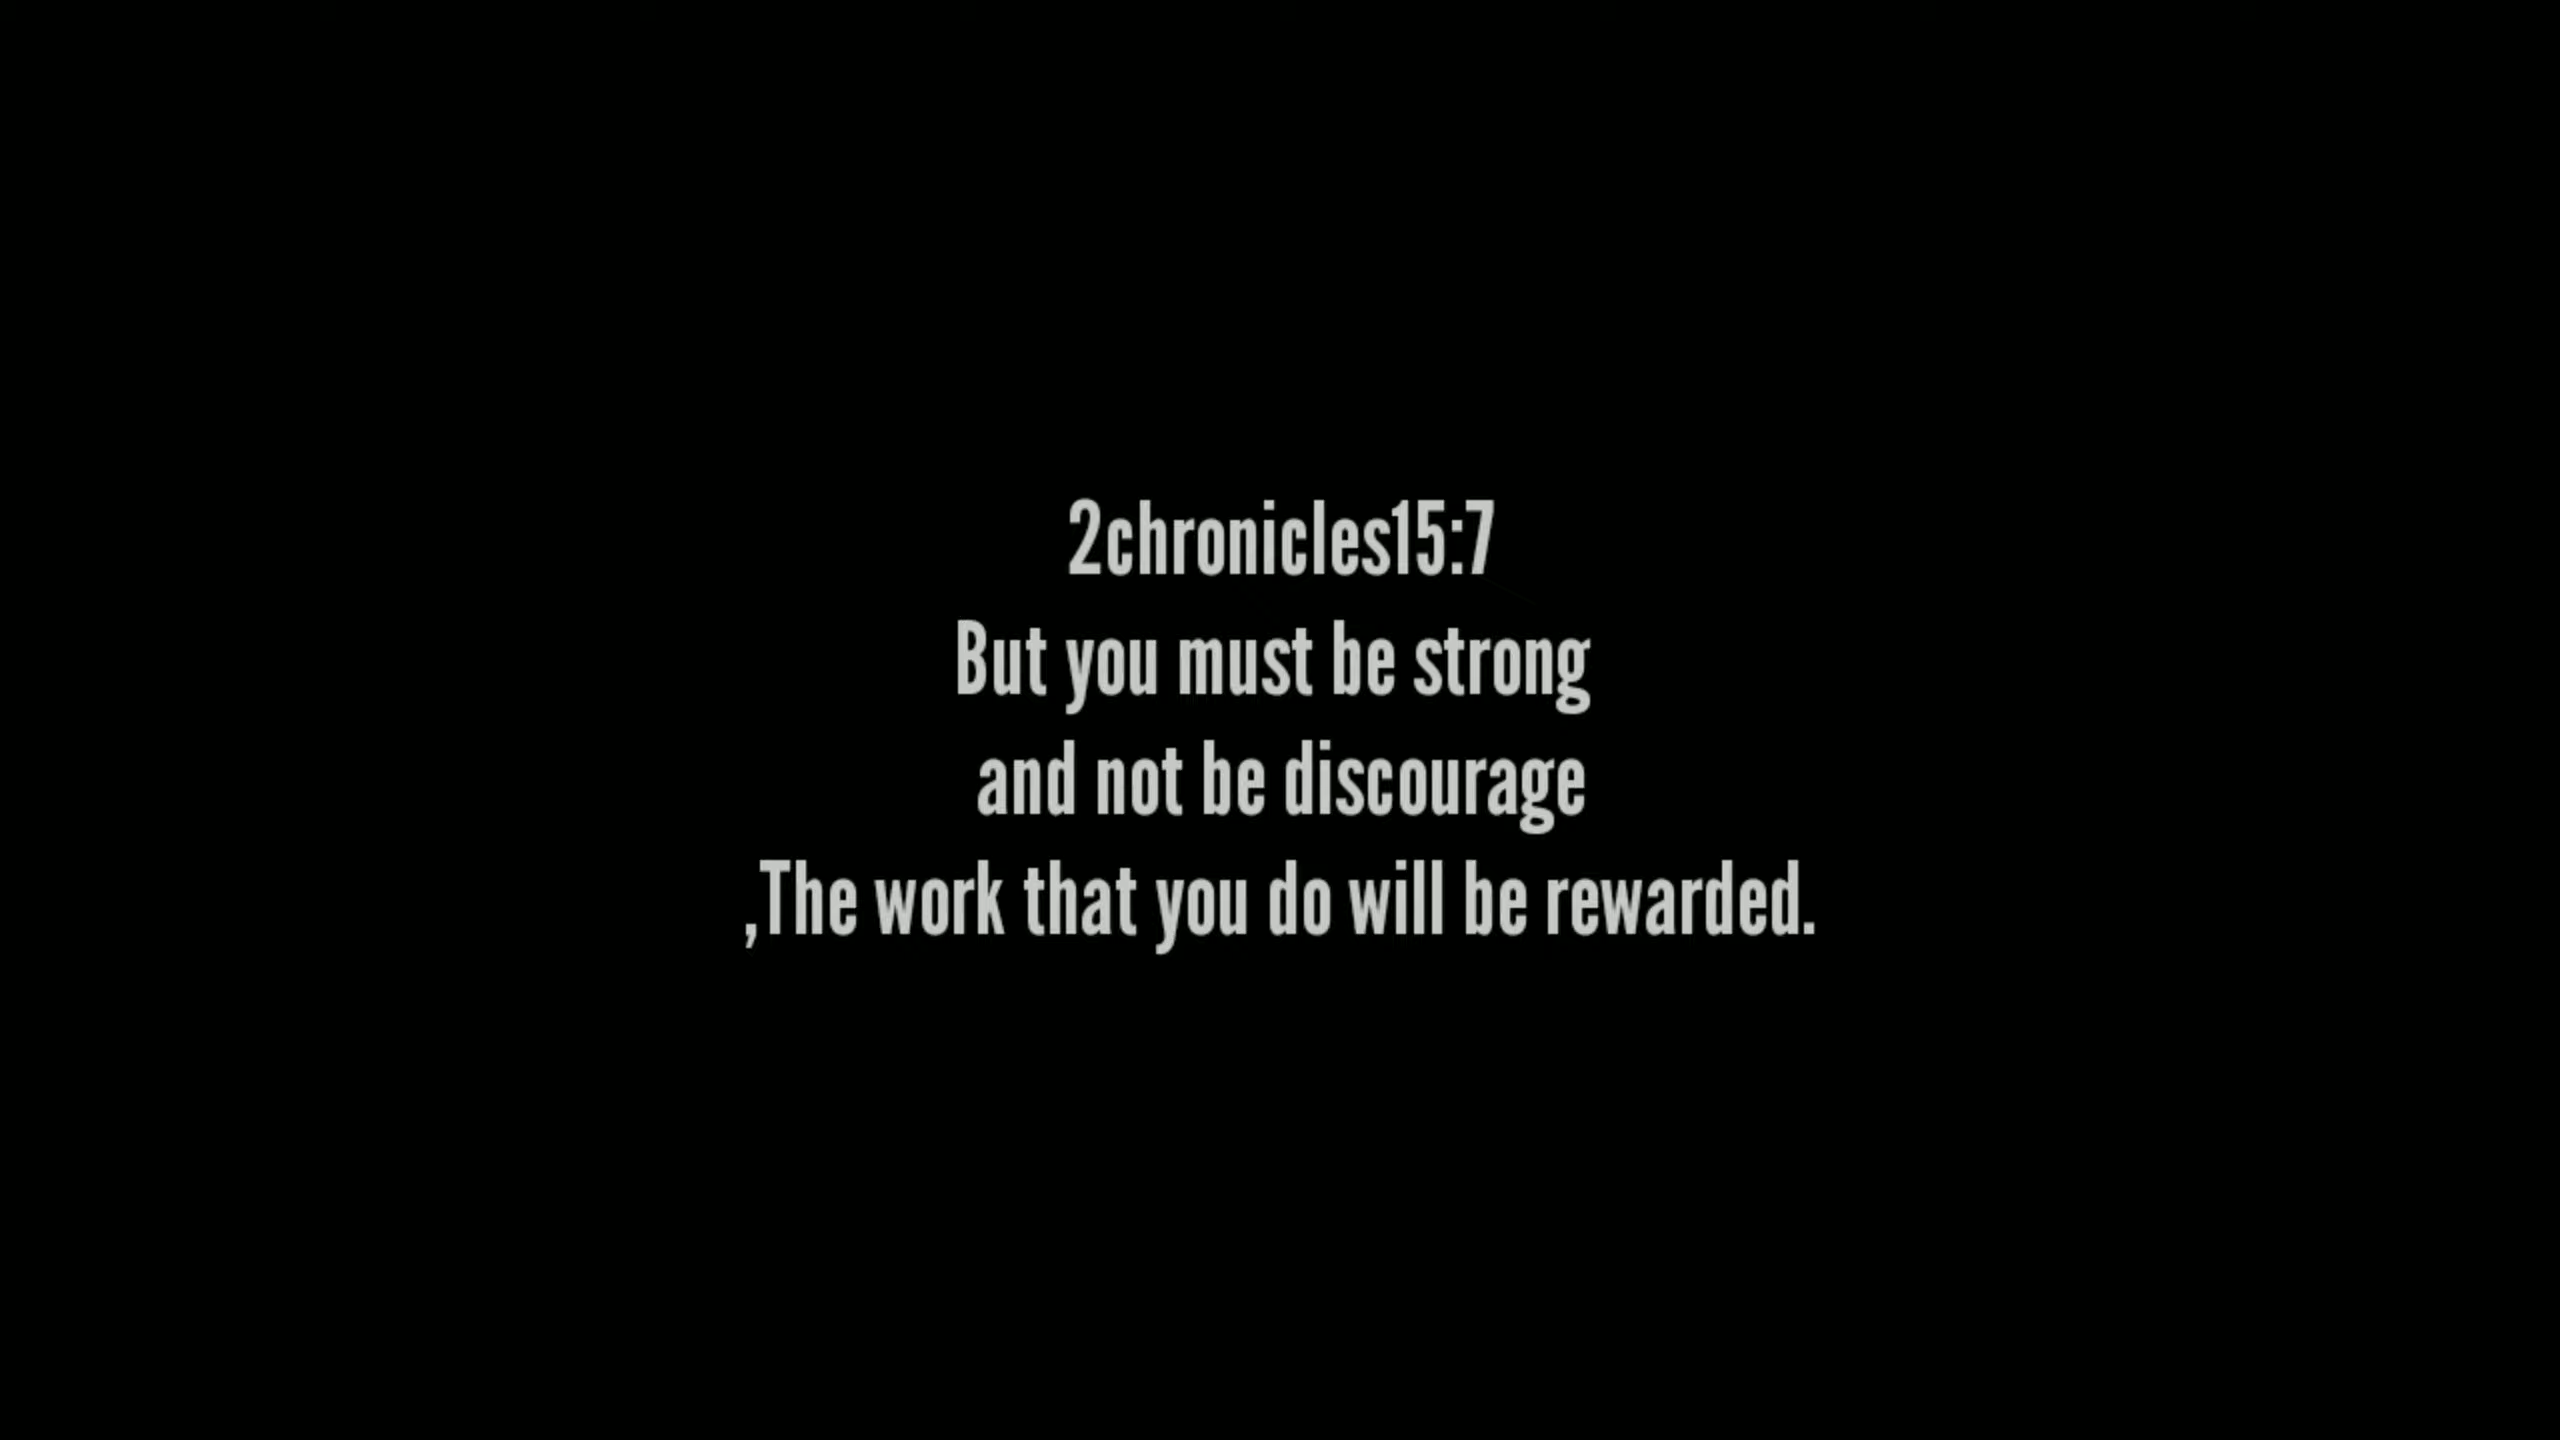 2chronicles15:7
But you must be strong
and not be discourage
,The work that you do will be rewarded.